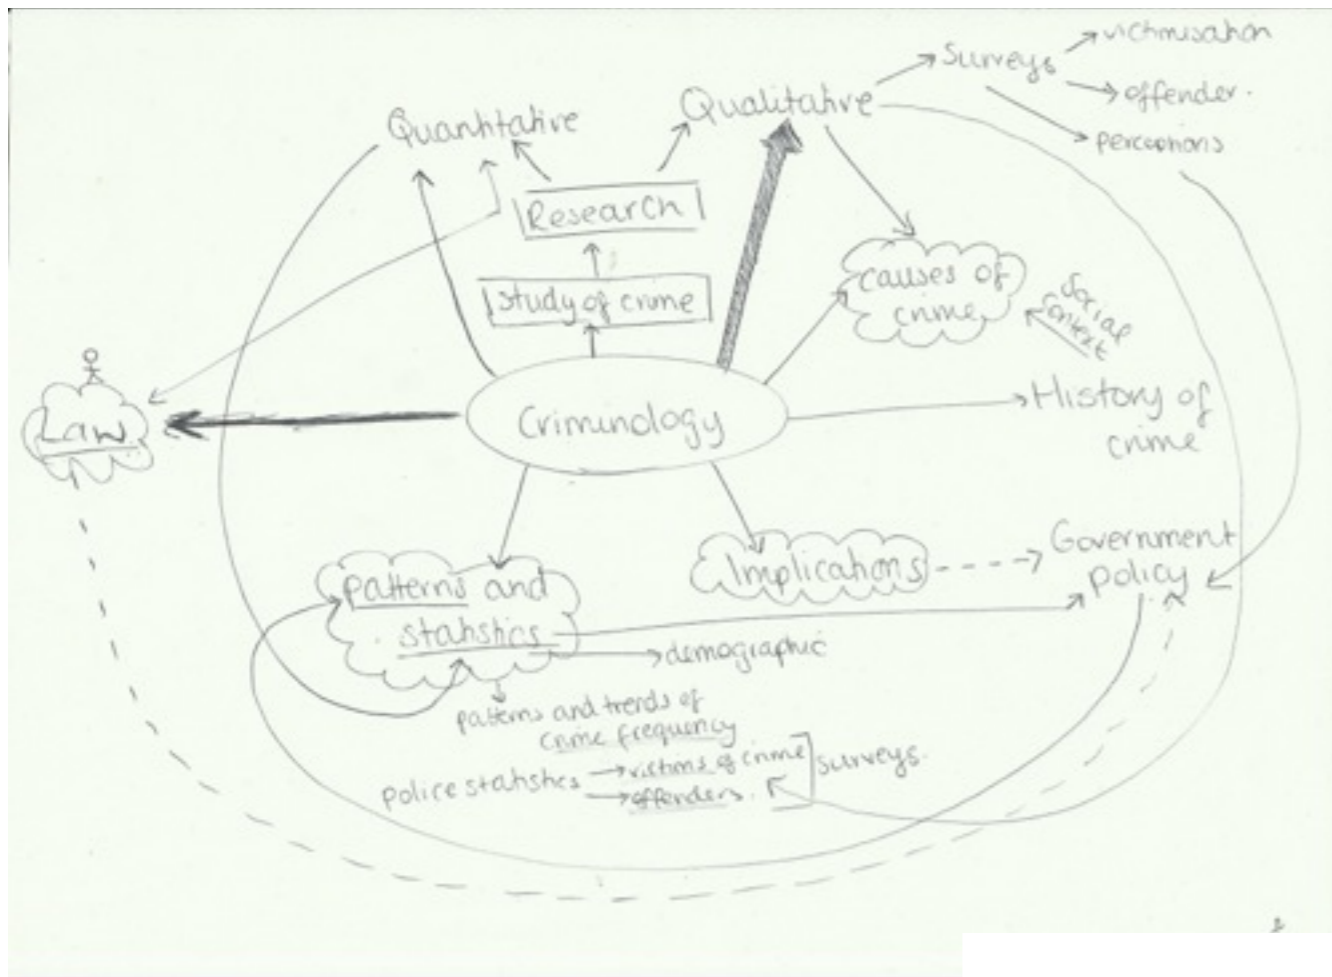 victimisation
Surveys
offender.
perceptions
Qualitative
Quantitative
Research
study of crime
causes of
crime
Social
context
Criminology
Law
History of
crime
Government
policy
Implications
patterns and
statistics
demographic
patterns and trends of
crime frequency
police statistics
victims of crime
offenders.
surveys.